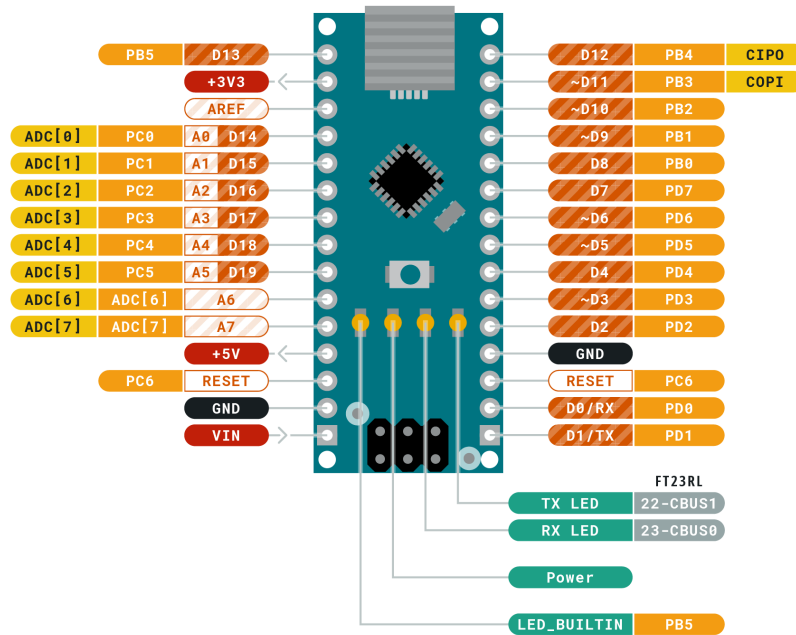 PB5 D13 D12 PB4 CIPO
+3V3 ~D11 PB3 COPI
AREF ~D10 PB2
ADC[0] PC0 A0 D14 ~D9 PB1
ADC[1] PC1 A1 D15 D8 PB0
ADC[2] PC2 A2 D16 D7 PD7
ADC[3] PC3 A3 D17 ~D6 PD6
ADC[4] PC4 A4 D18 ~D5 PD5
ADC[5] PC5 A5 D19 D4 PD4
ADC[6] ADC[6] A6 ~D3 PD3
ADC[7] ADC[7] A7 D2 PD2
+5V GND
PC6 RESET RESET PC6
GND D0/RX PD0
VIN D1/TX PD1
FT23RL
TX LED 22-CBUS1
RX LED 23-CBUS0
Power
LED_BUILTIN PB5